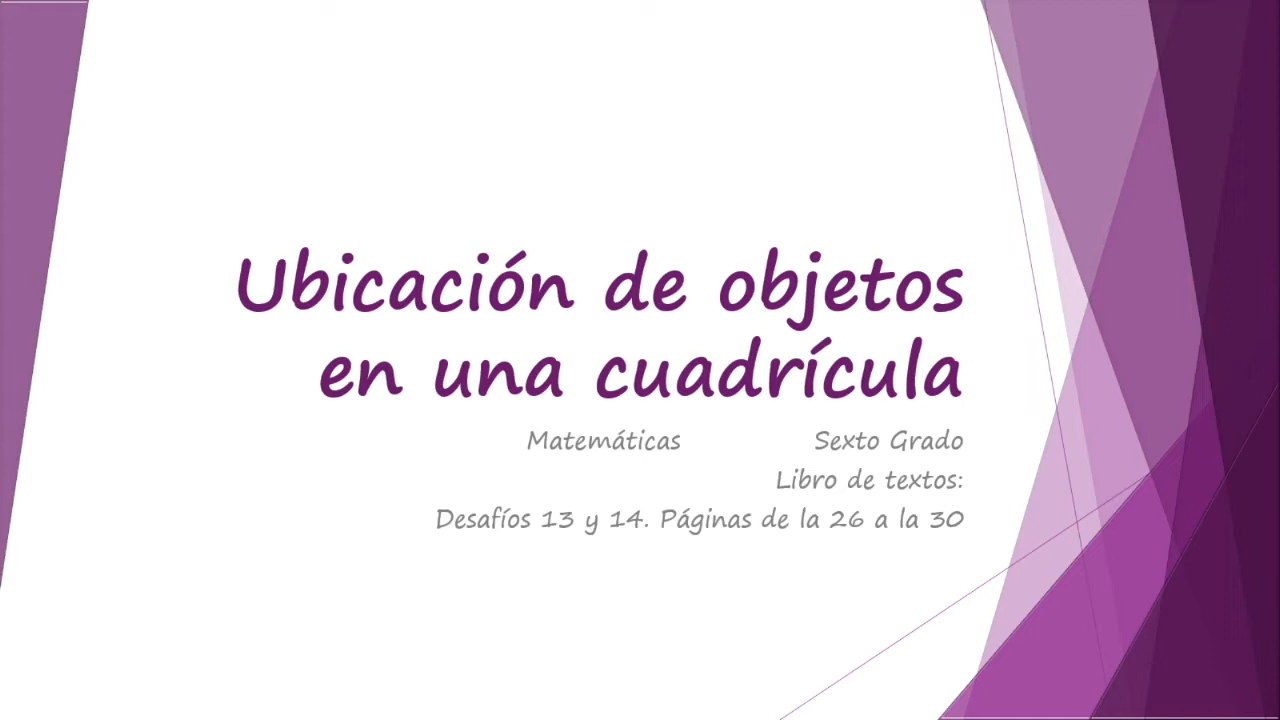 Ubicación de objetos
en una cuadrícula
Matemáticas Sexto Grado
Libro de textos:
Desafíos 13 y 14. Páginas de la 26 a la 30